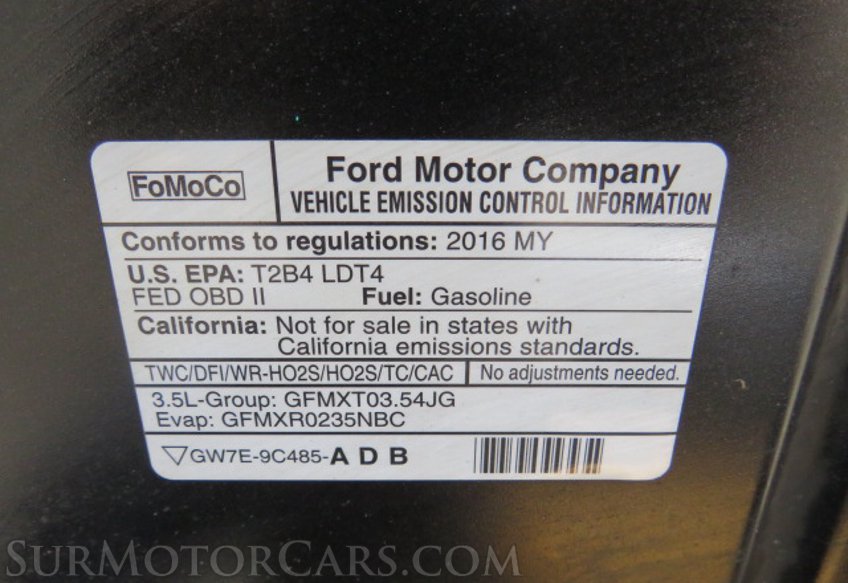 FoMoCo
Ford Motor Company
VEHICLE EMISSION CONTROL INFORMATION
Conforms to regulations: 2016 MY
U.S. EPA: T2B4 LDT4
FED OBD II Fuel: Gasoline
California: Not for sale in states with
California emissions standards.
TWC/DFI/WR-HO2S/HO2S/TC/CAC No adjustments needed.
3.5L-Group: GFMXT03.54JG
Evap: GFMXR0235NBC
▽GW7E-9C485-A D B
SURMOTORCARS.COM